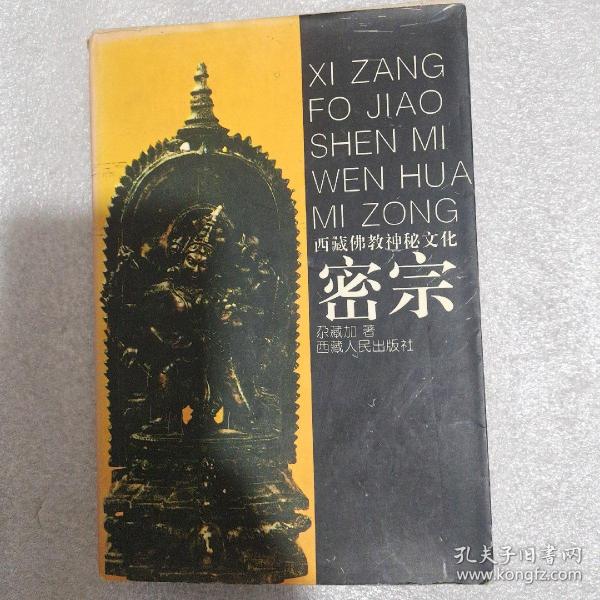 XI ZANG
FO JIAO
SHEN MI
WEN HUA
MI ZONG
西藏佛教神秘文化
密宗
尕藏加 著
西藏人民出版社
孔夫子旧书网
www.kongfz.com